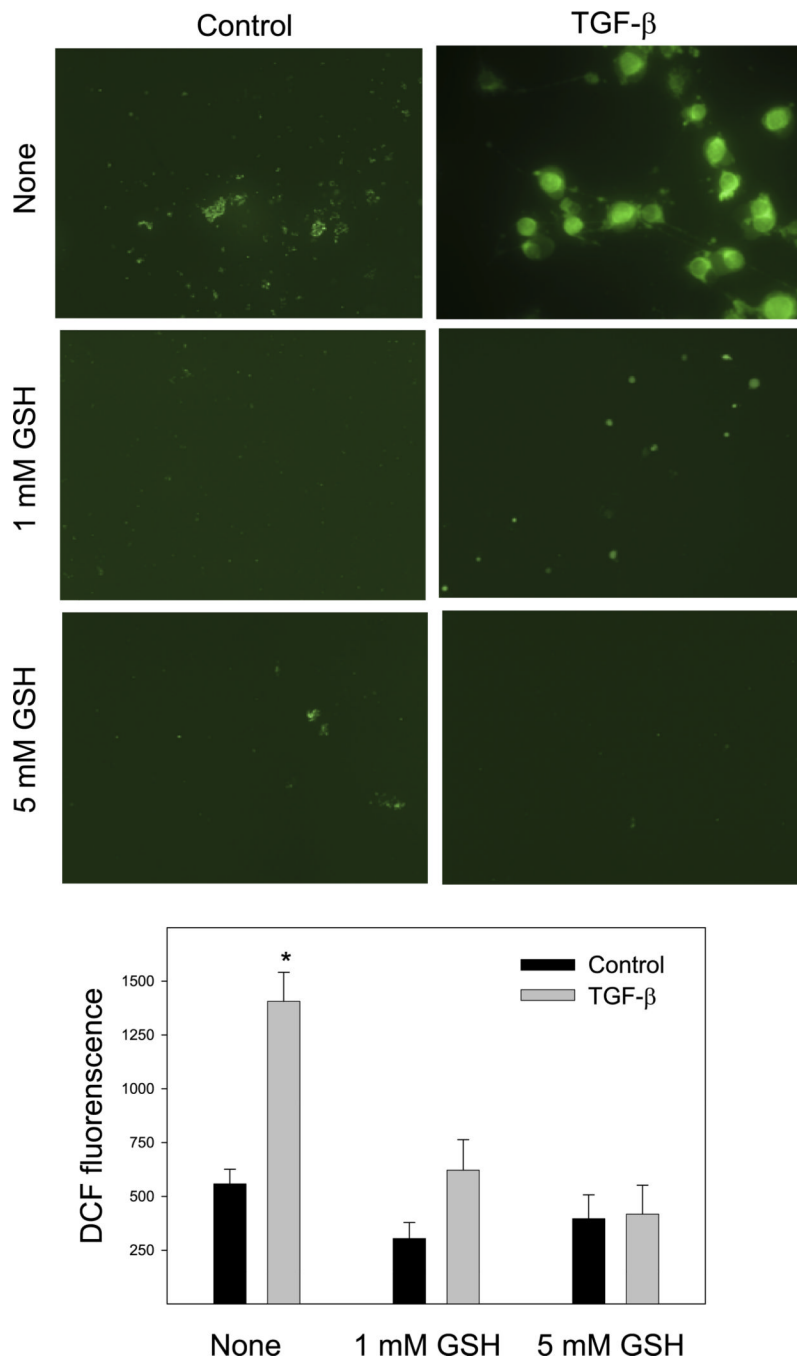 Control
TGF-β
None
1 mM GSH
5 mM GSH
DCF fluorenscence
1500
1250
1000
750
500
250
*
Control
TGF-β
None
1 mM GSH
5 mM GSH